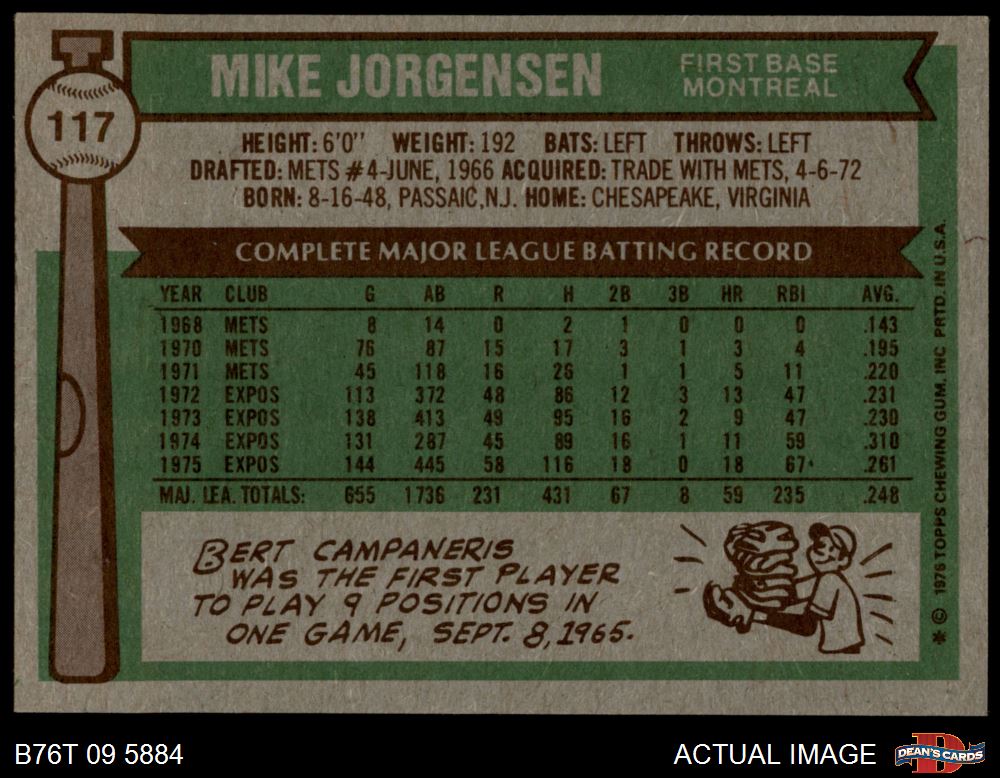 MIKE JORGENSEN
FIRST BASE
MONTREAL
117
HEIGHT: 6'0" WEIGHT: 192 BATS: LEFT THROWS: LEFT
DRAFTED: METS #4-JUNE, 1966 ACQUIRED: TRADE WITH METS, 4-6-72
BORN: 8-16-48, PASSAIC, N.J. HOME: CHESAPEAKE, VIRGINIA
COMPLETE MAJOR LEAGUE BATTING RECORD
YEAR CLUB G AB R H 2B 3B HR RBI AVG.
1968 METS 8 14 0 2 1 0 0 0 .143
1970 METS 76 87 15 17 3 1 3 4 .195
1971 METS 45 118 16 26 1 1 5 11 .220
1972 EXPOS 113 372 48 86 12 3 13 47 .231
1973 EXPOS 138 413 49 95 16 2 9 47 .230
1974 EXPOS 131 287 45 89 16 1 11 59 .310
1975 EXPOS 144 445 58 116 18 0 18 67 .261
MAJ. LEA. TOTALS: 655 1736 231 431 67 8 59 235 .248
BERT CAMPANERIS
WAS THE FIRST PLAYER
TO PLAY 9 POSITIONS IN
ONE GAME, SEPT. 8, 1965.
* © 1976 TOPPS CHEWING GUM, INC PRTD. IN U.S.A.
B76T 09 5884
ACTUAL IMAGE
D
DEAN'S CARDS